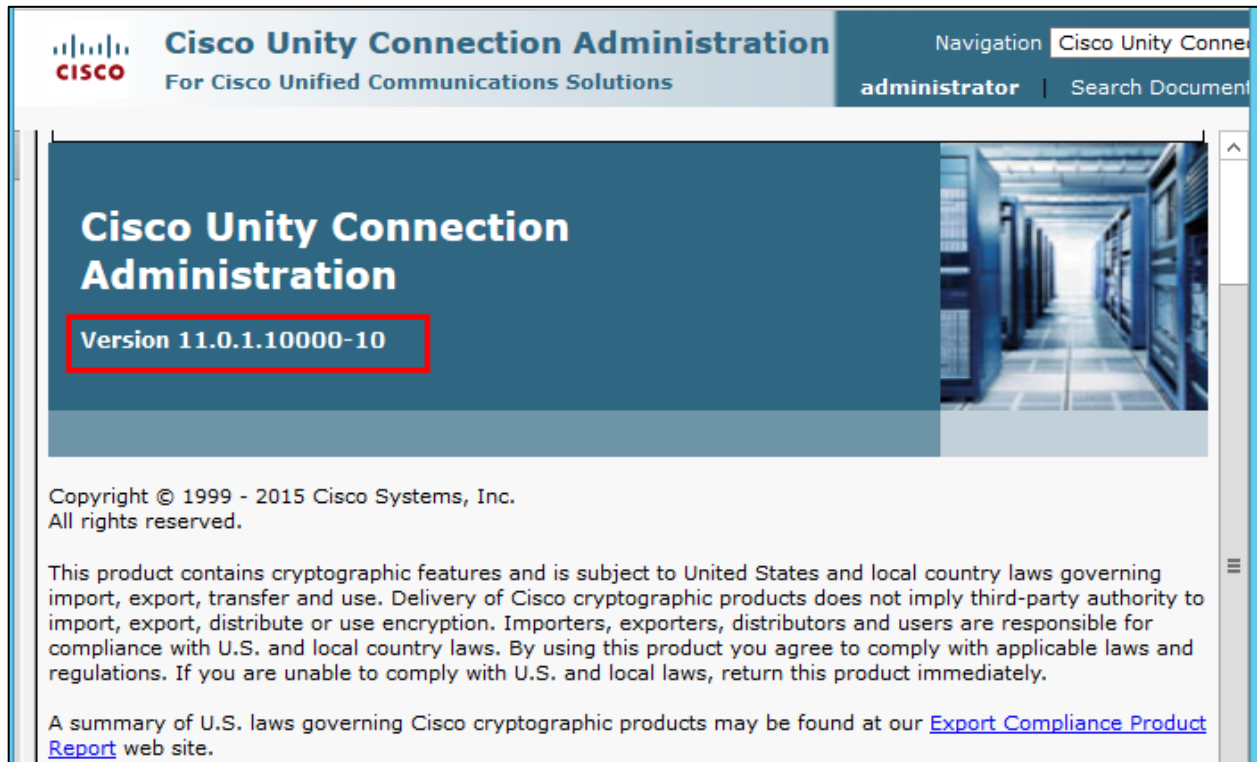 CISCO
Cisco Unity Connection Administration
For Cisco Unified Communications Solutions
Navigation Cisco Unity
administrator | Search
Cisco Unity Connection
Administration
Version 11.0.1.10000-10
Copyright © 1999 - 2015 Cisco Systems, Inc.
All rights reserved.
This product contains cryptographic features and is subject to United States and local country laws governing
import, export, transfer and use. Delivery of Cisco cryptographic products does not imply third-party authority to
import, export, distribute or use encryption. Importers, exporters, distributors and users are responsible for
compliance with U.S. and local country laws. By using this product you agree to comply with applicable laws and
regulations. If you are unable to comply with U.S. and local laws, return this product immediately.
A summary of U.S. laws governing Cisco cryptographic products may be found at our Export Compliance Product
Report web site.